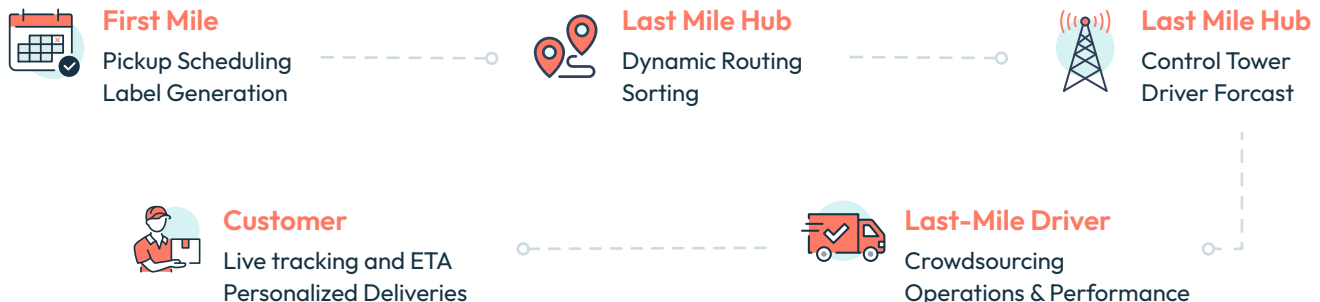 First Mile
Pickup Scheduling
Label Generation
Last Mile Hub
Dynamic Routing
Sorting
Last Mile Hub
Control Tower
Driver Forcast
Last-Mile Driver
Crowdsourcing
Operations & Performance
Customer
Live tracking and ETA
Personalized Deliveries